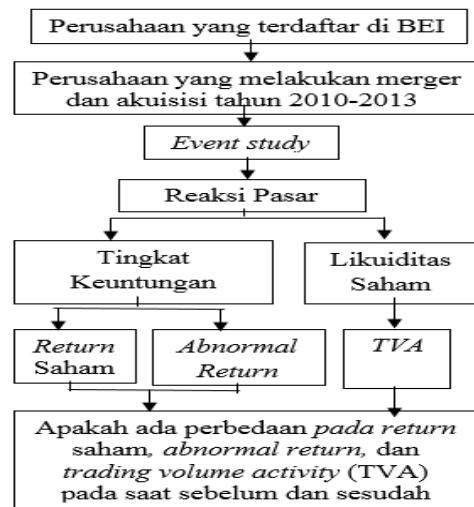 Perusahaan yang terdaftar di BEI
Perusahaan yang melakukan merger
dan akuisisi tahun 2010-2013
Event study
Reaksi Pasar
Tingkat
Keuntungan
Likuiditas
Saham
Return
Saham
Abnormal
Return
TVA
Apakah ada perbedaan pada return
saham, abnormal return, dan
trading volume activity (TVA)
pada saat sebelum dan sesudah